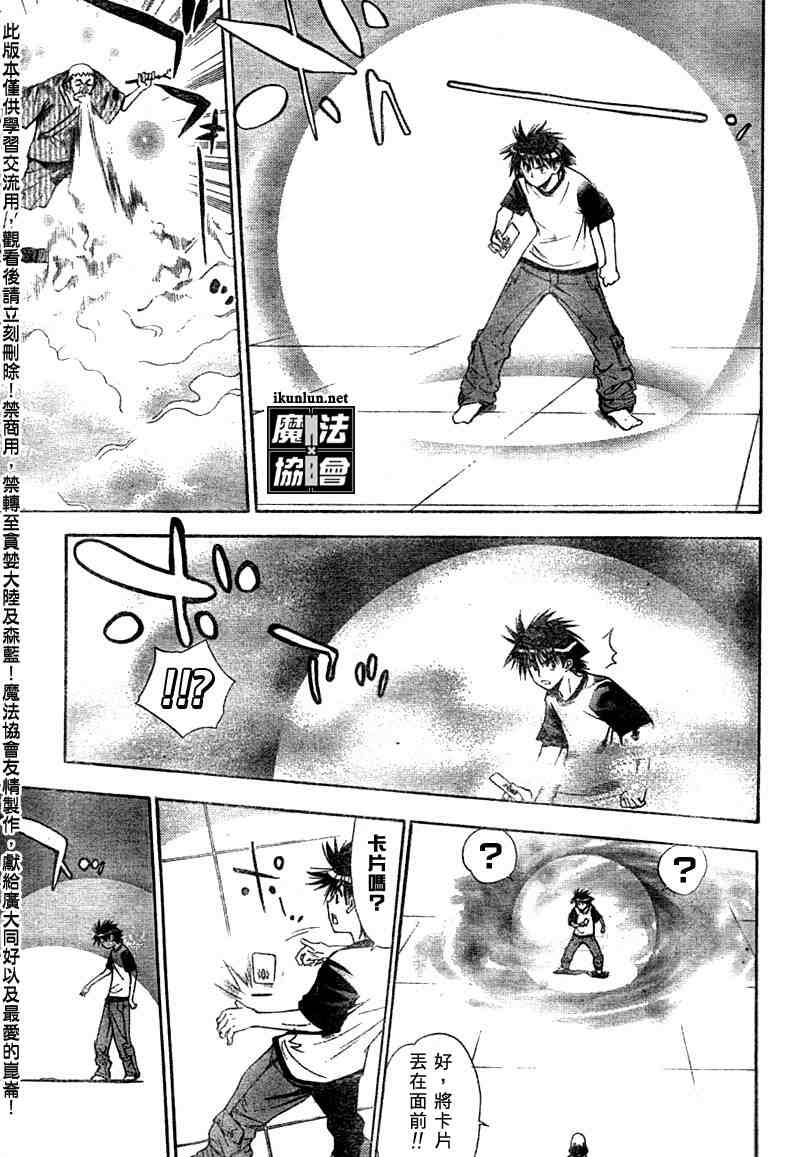 此版本僅供學習交流用，觀看後請立刻刪除！禁商用，禁轉至貪婪大陸及森藍！魔法協會友情製作，獻給廣大同好以及最愛的崑崙！
ikunlun.net
魔法
協會
!!?
?
?
好，將卡片
丟在面前!!
卡片嗎?